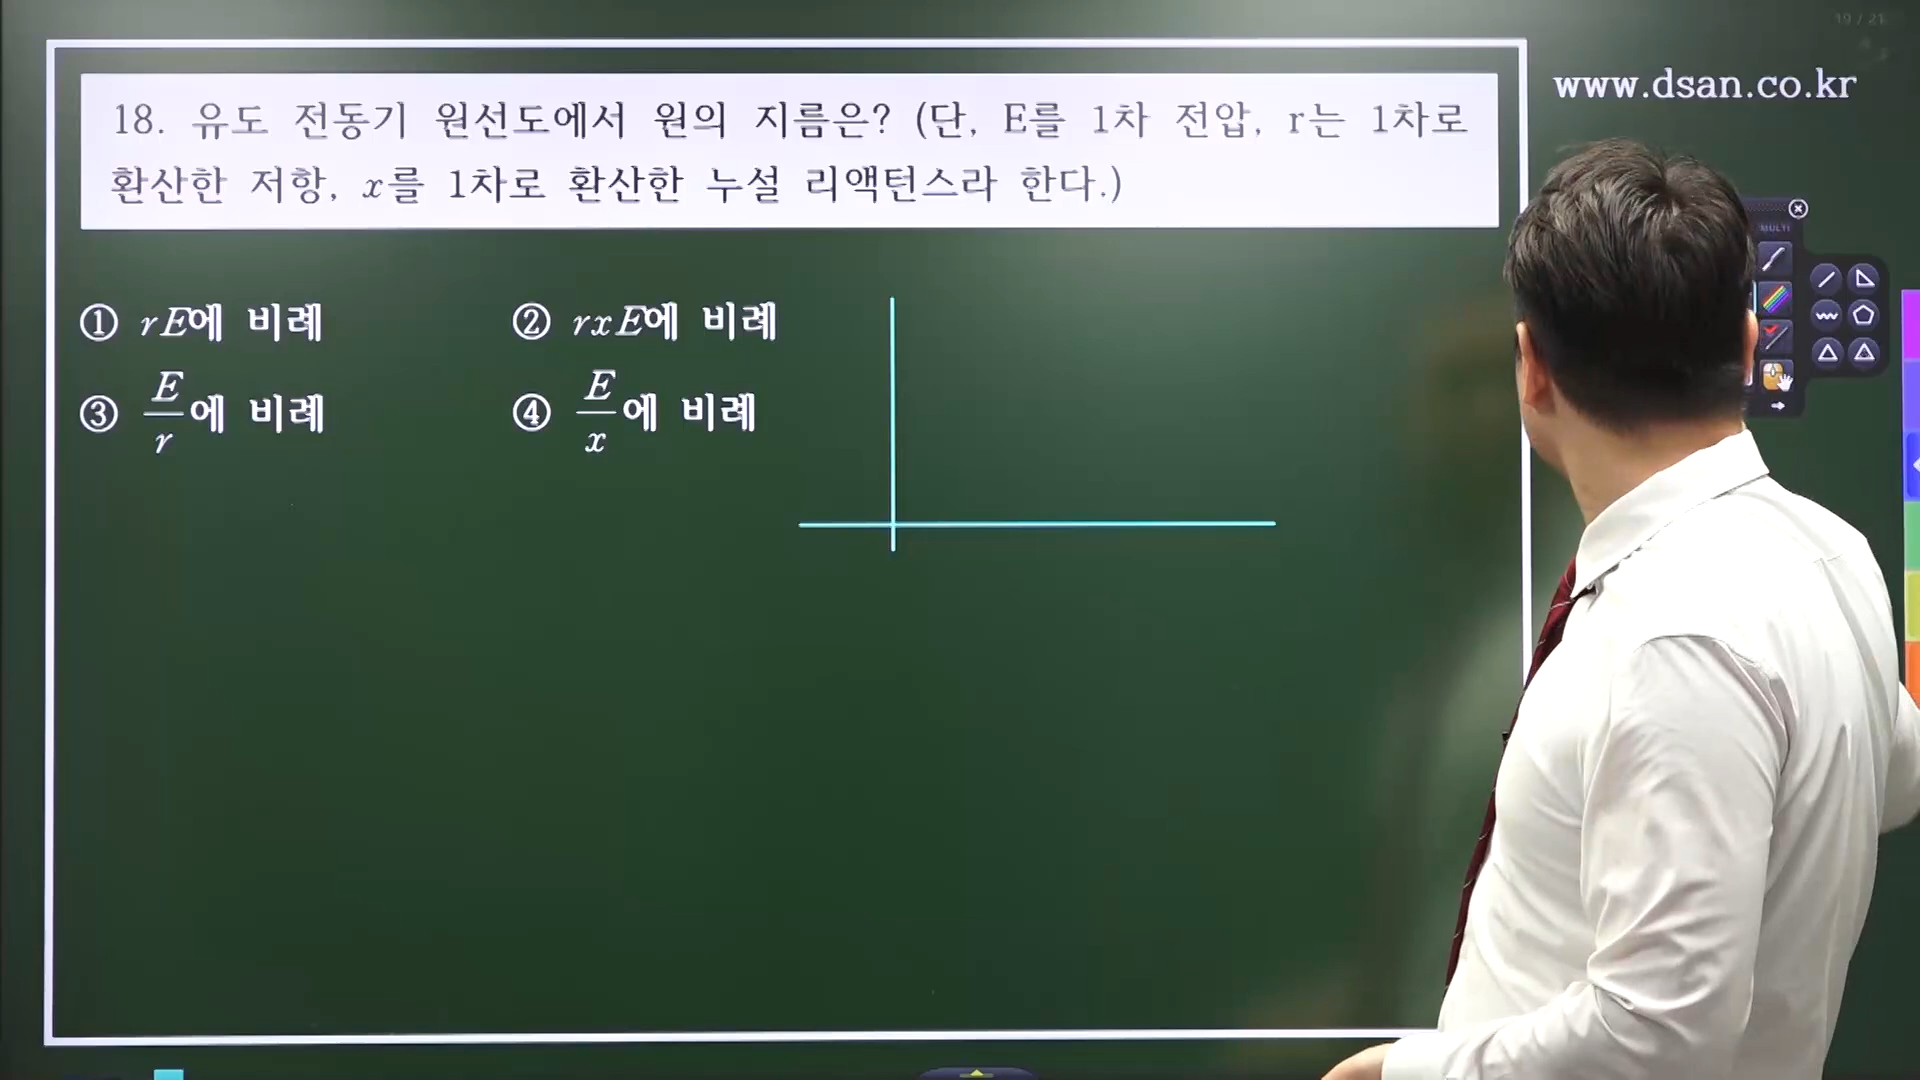 19 / 21
www.dsan.co.kr
18. 유도 전동기 원선도에서 원의 지름은? (단, E를 1차 전압, r는 1차로
환산한 저항, x를 1차로 환산한 누설 리액턴스라 한다.)
MULTI
① rE에 비례 ② rxE에 비례
③ E/r에 비례 ④ E/x에 비례